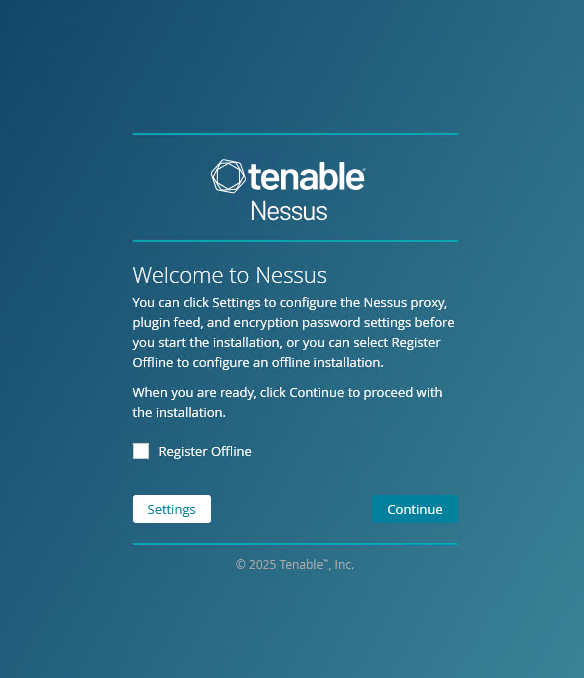 tenable
Nessus
Welcome to Nessus
You can click Settings to configure the Nessus proxy,
plugin feed, and encryption password settings before
you start the installation, or you can select Register
Offline to configure an offline installation.
When you are ready, click Continue to proceed with
the installation.
Register Offline
Settings
Continue
© 2025 Tenable™, Inc.